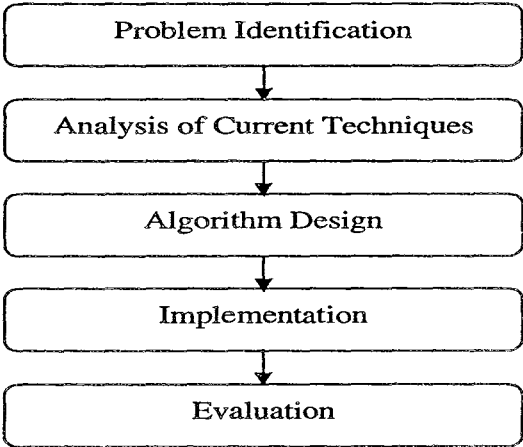 Problem Identification
Analysis of Current Techniques
Algorithm Design
Implementation
Evaluation